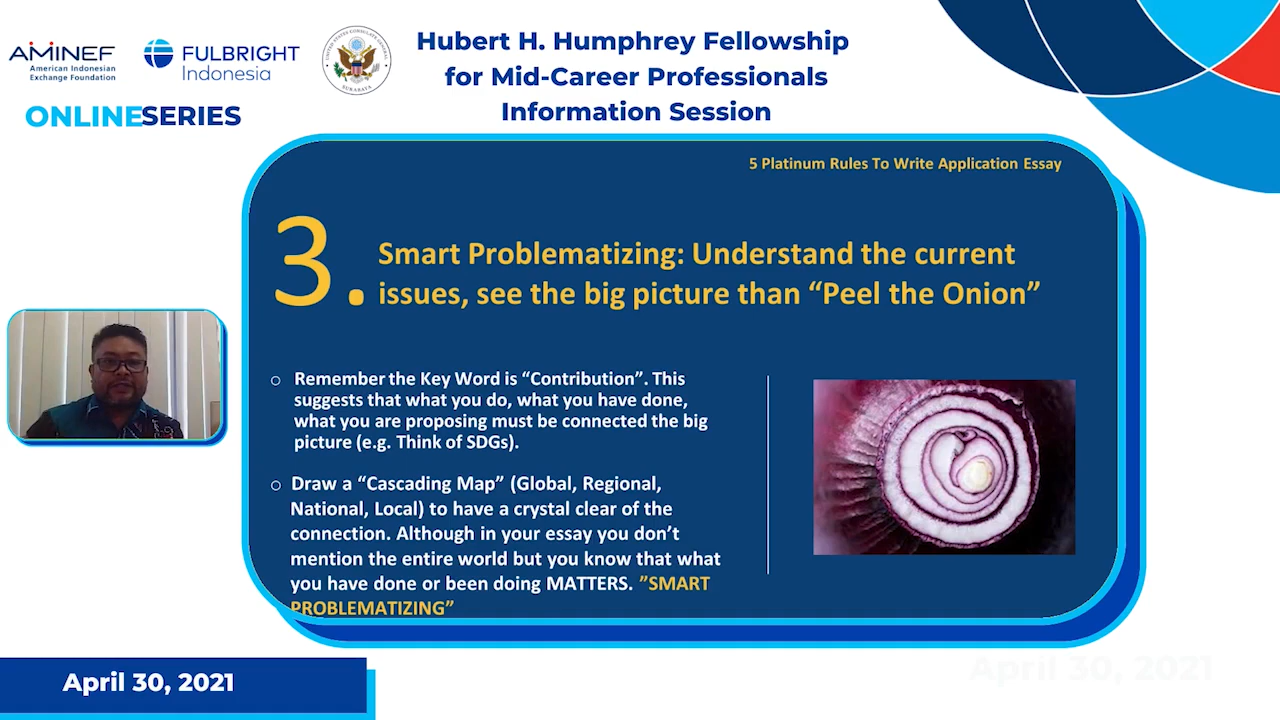 AMINEF
American Indonesian
Exchange Foundation
FULBRIGHT
Indonesia
UNITED STATES CONSULATE GENERAL
SURABAYA
ONLINESERIES
Hubert H. Humphrey Fellowship
for Mid-Career Professionals
Information Session
5 Platinum Rules To Write Application Essay
3. Smart Problematizing: Understand the current
issues, see the big picture than “Peel the Onion”
o Remember the Key Word is “Contribution”. This
suggests that what you do, what you have done,
what you are proposing must be connected the big
picture (e.g. Think of SDGs).
o Draw a “Cascading Map” (Global, Regional,
National, Local) to have a crystal clear of the
connection. Although in your essay you don’t
mention the entire world but you know that what
you have done or been doing MATTERS. ”SMART
PROBLEMATIZING”
April 30, 2021
April 30, 2021